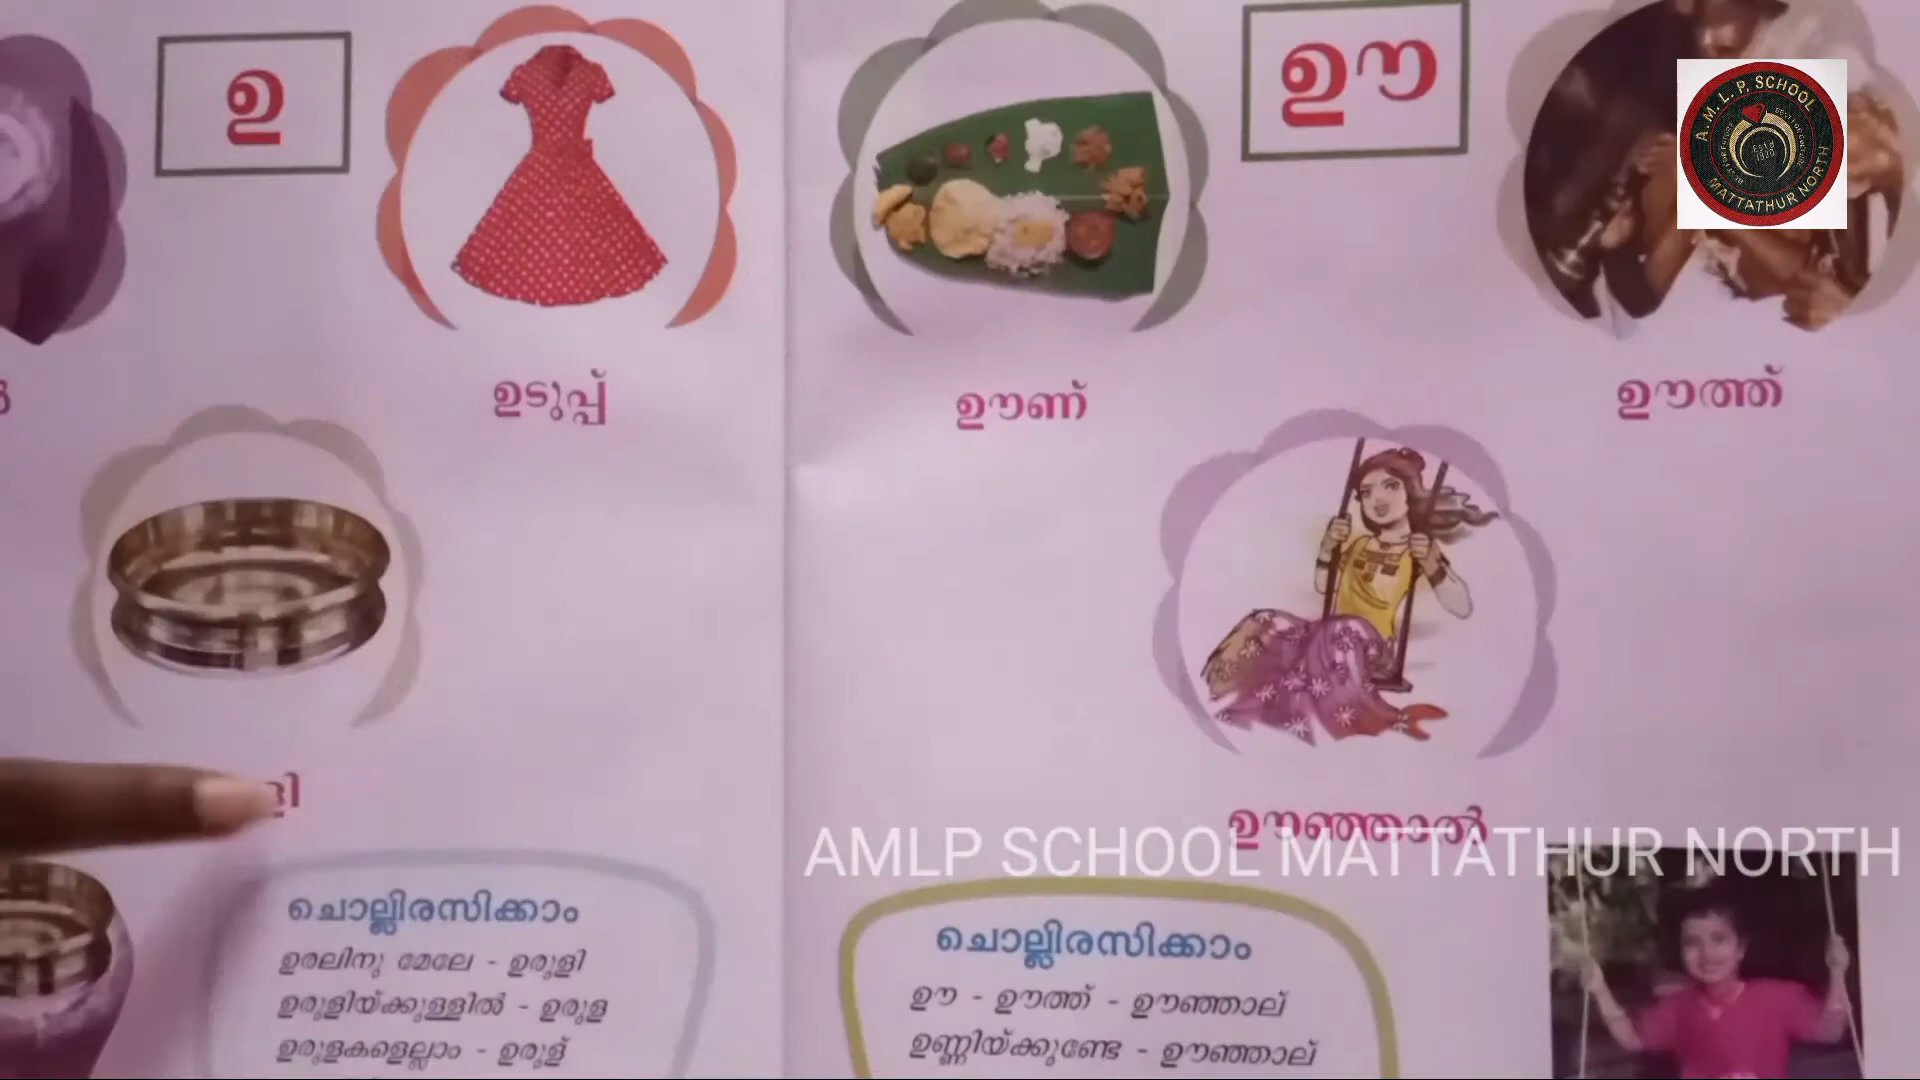 ഉ
ഉടുപ്പ്
ചൊല്ലിരസിക്കാം
ഉരലിനു മേലേ - ഉരുളി
ഉരുളിയ്ക്കുള്ളിൽ - ഉരുള
ഉരുളകളെല്ലാം - ഉരുള്
ഊ
ഊണ്
ഊത്ത്
ഊഞ്ഞാൽ
ചൊല്ലിരസിക്കാം
ഊ - ഊത്ത് - ഊഞ്ഞാല്
ഉണ്ണിയ്ക്കുണ്ടേ - ഊഞ്ഞാല്
A.M.L.P. SCHOOL
MATTATHUR NORTH
AMLP SCHOOL MATTATHUR NORTH